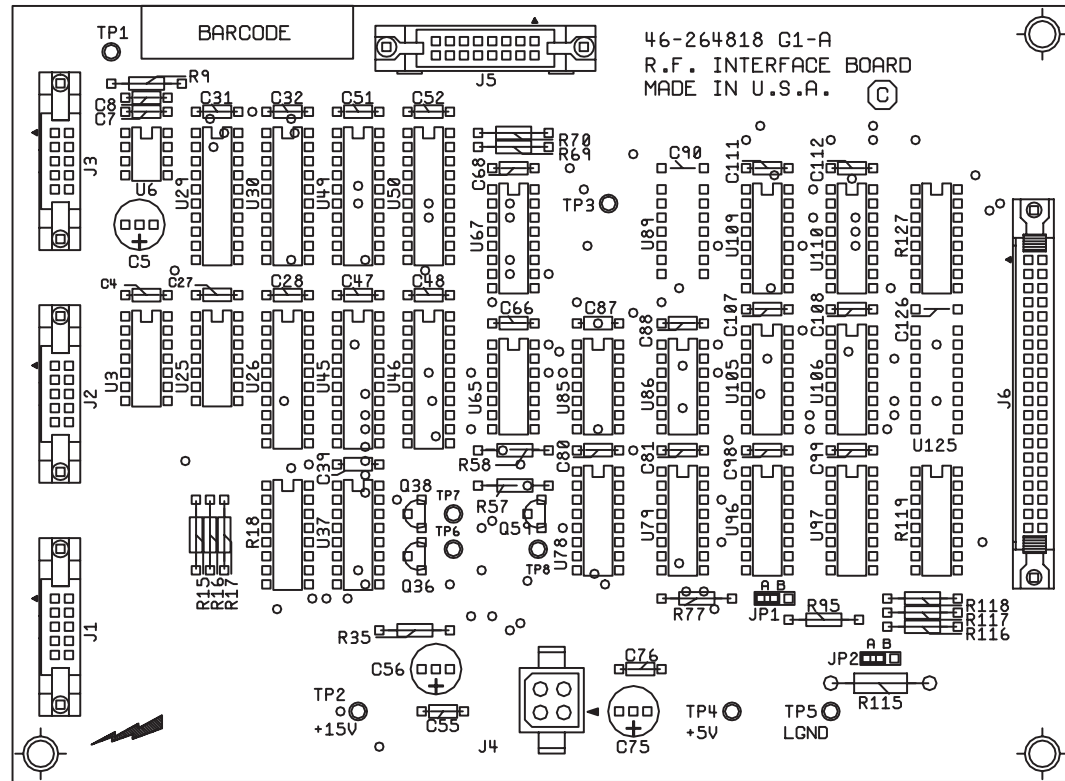 BARCODE
TP1
J5
46-264818 G1-A
R.F. INTERFACE BOARD
MADE IN U.S.A. C
R9
C8
C7
C31
C32
C51
C52
J3
U6
U29
U30
U49
U50
R70
R69
C68
U67
TP3
C90
U89
C111
C112
U109
U110
R127
C5
C4
C27
C28
C47
C48
C66
C87
C88
C107
C108
C126
J2
U3
U25
U26
U45
U46
U65
U85
U86
U105
U106
U125
J6
C39
R58
C80
C81
C98
C99
R57
Q38
TP7
Q59
TP6
TP8
Q36
R15
R16
R17
R18
U37
U78
U79
U96
U97
R119
J1
R35
R77
A B
JP1
R95
R118
R117
R116
A B
JP2
R115
C56
C76
TP2
+15V
C55
J4
C75
TP4
+5V
TP5
LGND